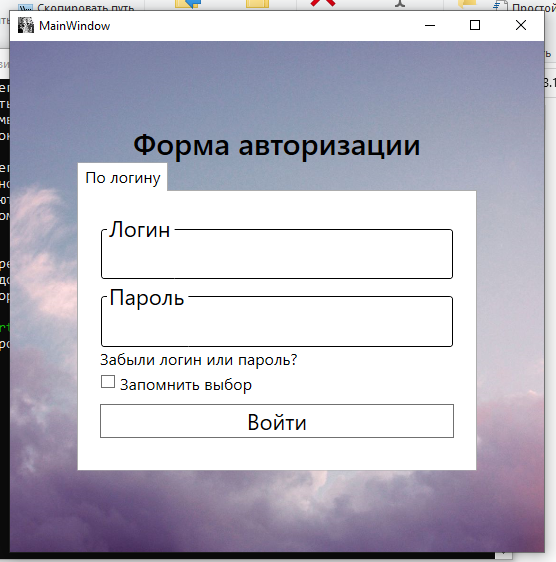 Скопировать путь
Простой
MainWindow
Форма авторизации
По логину
Логин
Пароль
Забыли логин или пароль?
Запомнить выбор
Войти